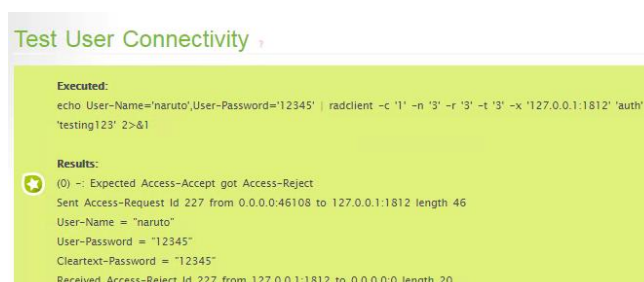 Test User Connectivity ?
Executed:
echo User-Name='naruto',User-Password='12345' | radclient -c '1' -n '3' -r '3' -t '3' -x '127.0.0.1:1812' 'auth'
'testing123' 2>&1
Results:
(0) -: Expected Access-Accept got Access-Reject
Sent Access-Request Id 227 from 0.0.0.0:46108 to 127.0.0.1:1812 length 46
User-Name = "naruto"
User-Password = "12345"
Cleartext-Password = "12345"
Received Access-Reject Id 227 from 127.0.0.1:1812 to 0.0.0.0:0 length 20